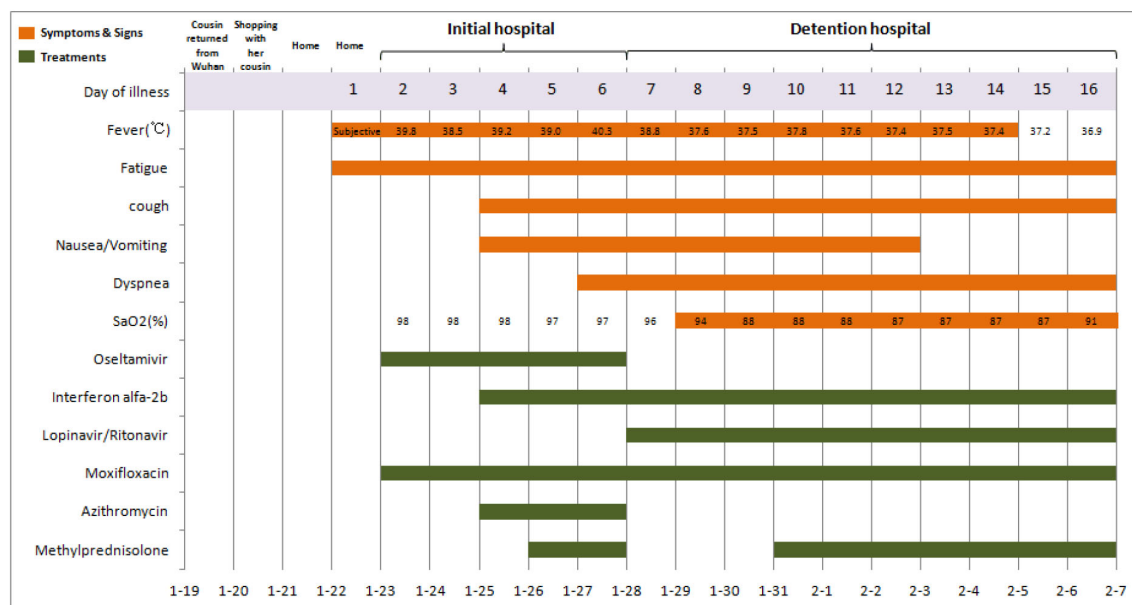 Symptoms & Signs
Treatments
Cousin
returned
from
Wuhan
Shopping
with
her
cousin
Home
Home
Initial hospital
Detention hospital
Day of illness 1 2 3 4 5 6 7 8 9 10 11 12 13 14 15 16
Fever(℃) Subjective 39.8 38.5 39.2 39.0 40.3 38.8 37.6 37.5 37.8 37.6 37.4 37.5 37.4 37.2 36.9
Fatigue
cough
Nausea/Vomiting
Dyspnea
SaO2(%) 98 98 98 97 97 96 94 88 88 88 87 87 87 87 91
Oseltamivir
Interferon alfa-2b
Lopinavir/Ritonavir
Moxifloxacin
Azithromycin
Methylprednisolone
1-19 1-20 1-21 1-22 1-23 1-24 1-25 1-26 1-27 1-28 1-29 1-30 1-31 2-1 2-2 2-3 2-4 2-5 2-6 2-7